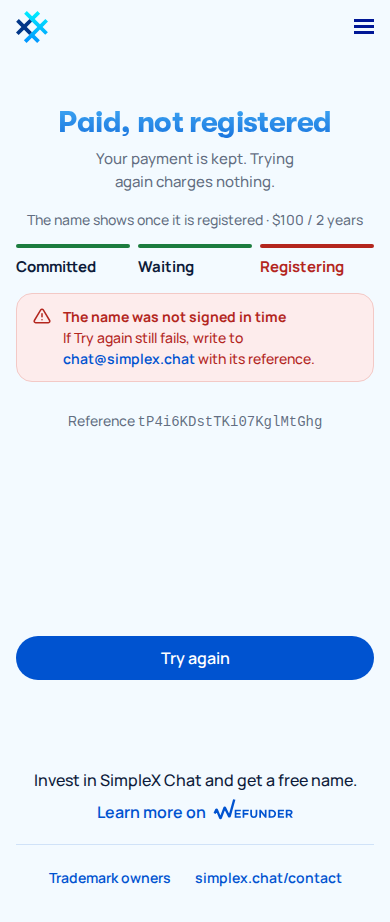 Paid, not registered
Your payment is kept. Trying
again charges nothing.
The name shows once it is registered · $100 / 2 years
Committed
Waiting
Registering
The name was not signed in time
If Try again still fails, write to
chat@simplex.chat with its reference.
Reference tP4i6KDstTKi07KglMtGhg
Try again
Invest in SimpleX Chat and get a free name.
Learn more on WEFUNDER
Trademark owners
simplex.chat/contact